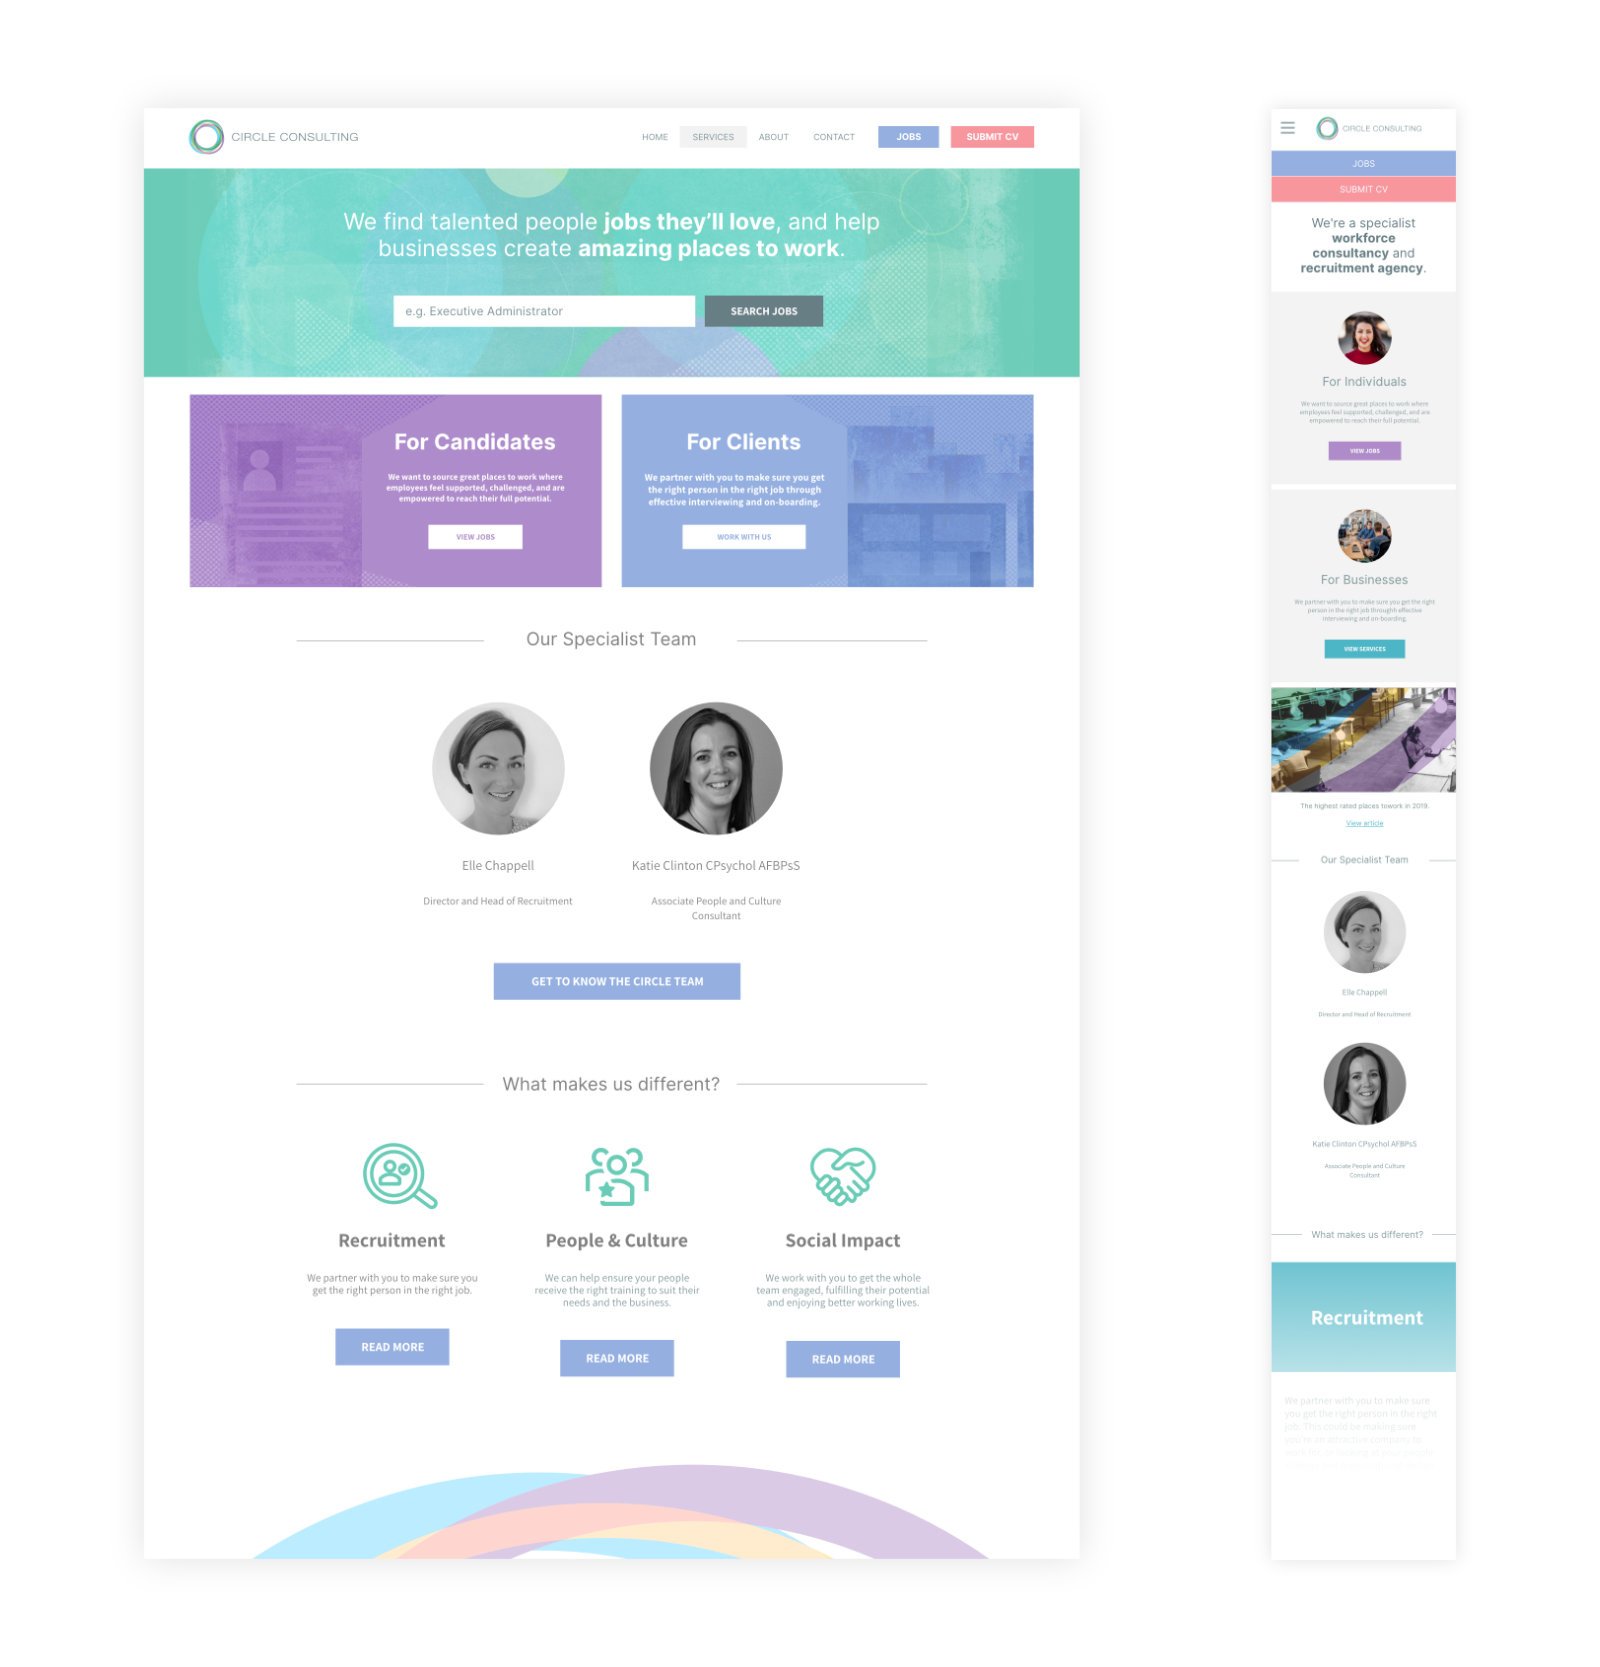 CIRCLE CONSULTING
HOME
SERVICES
ABOUT
CONTACT
JOBS
SUBMIT CV
We find talented people jobs they'll love, and help
businesses create amazing places to work.
e.g. Executive Administrator
SEARCH JOBS
For Candidates
We want to source great places to work where
employees feel supported, challenged, and are
empowered to reach their full potential.
VIEW JOBS
For Clients
We partner with you to make sure you get
the right person in the right job through
effective interviewing and on-boarding.
WORK WITH US
Our Specialist Team
Elle Chappell
Director and Head of Recruitment
Katie Clinton CPsychol AFBPsS
Associate People and Culture
Consultant
GET TO KNOW THE CIRCLE TEAM
What makes us different?
Recruitment
We partner with you to make sure you
get the right person in the right job.
READ MORE
People & Culture
We can help ensure your people
receive the right training to suit their
needs and the business.
READ MORE
Social Impact
We work with you to get the whole
team engaged, fulfilling their potential
and enjoying better working lives.
READ MORE
CIRCLE CONSULTING
JOBS
SUBMIT CV
We're a specialist
workforce
consultancy and
recruitment agency.
For Individuals
We want to source great places to work where
employees feel supported, challenged, and are
empowered to reach their full potential.
VIEW JOBS
For Businesses
We partner with you to make sure you get the right
person in the right job throughh effective
interviewing and on-boarding.
VIEW SERVICES
The highest rated places towork in 2019.
View article
Our Specialist Team
Elle Chappell
Director and Head of Recruitment
Katie Clinton CPsychol AFBPsS
Associate People and Culture
Consultant
What makes us different?
Recruitment
We partner with you to make sure
you get the right person in the right
job. This could be making sure
you're an attractive company to
work for, or looking at your people